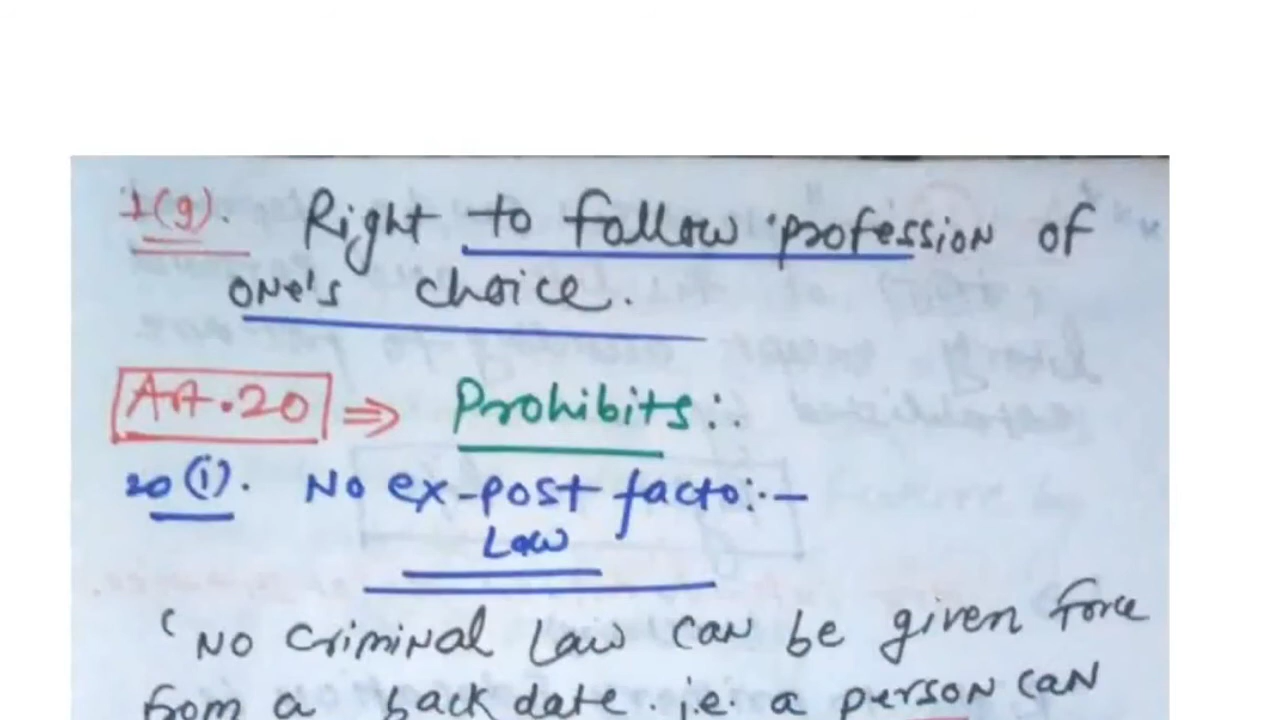 1(g). Right to follow profession of
one's choice.
Art.20 ⇒ Prohibits:.
20(1). No ex-post facto:-
Law
'No criminal Law can be given force
from a back date. i.e. a person can